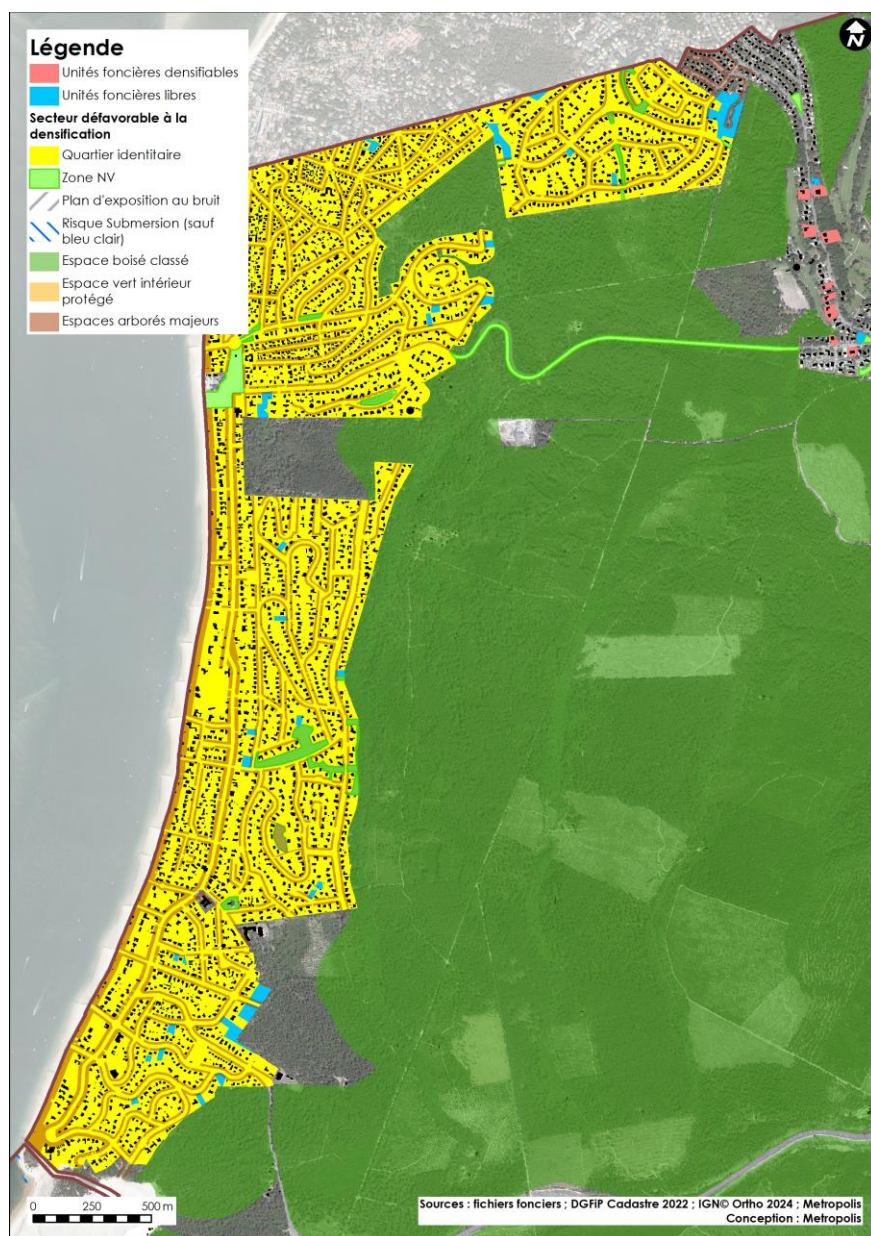 Légende
Unités foncières densifiables
Unités foncières libres
Secteur défavorable à la
densification
Quartier identitaire
Zone NV
Plan d'exposition au bruit
Risque Submersion (sauf
bleu clair)
Espace boisé classé
Espace vert intérieur
protégé
Espaces arborés majeurs
N
0 250 500 m
Sources : fichiers fonciers ; DGFiP Cadastre 2022 ; IGN© Ortho 2024 ; Metropolis
Conception : Metropolis